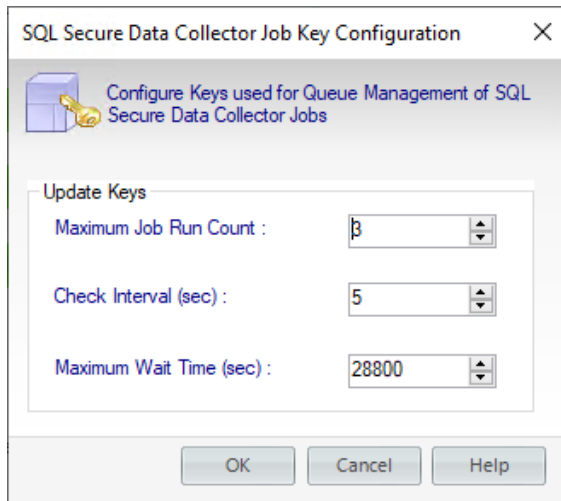 SQL Secure Data Collector Job Key Configuration
Configure Keys used for Queue Management of SQL
Secure Data Collector Jobs
Update Keys
Maximum Job Run Count : 3
Check Interval (sec) : 5
Maximum Wait Time (sec) : 28800
OK Cancel Help